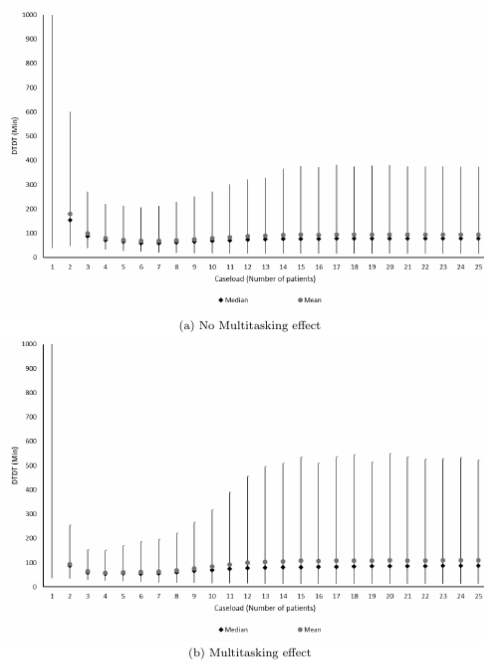 1000
900
800
700
600
500
400
300
200
100
0
DTDT (Min)
1 2 3 4 5 6 7 8 9 10 11 12 13 14 15 16 17 18 19 20 21 22 23 24 25
Caseload (Number of patients)
Median Mean
(a) No Multitasking effect
1000
900
800
700
600
500
400
300
200
100
0
DTDT (Min)
1 2 3 4 5 6 7 8 9 10 11 12 13 14 15 16 17 18 19 20 21 22 23 24 25
Caseload (Number of patients)
Median Mean
(b) Multitasking effect